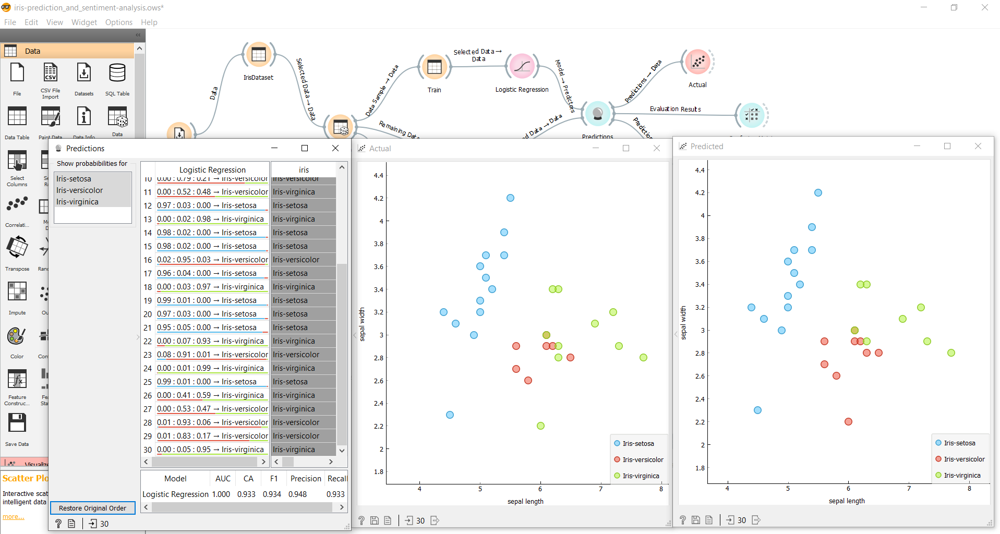 iris-prediction_and_sentiment-analysis.ows*
File Edit View Widget Options Help
Data
File
CSV File
Import
Datasets
SQL Table
Data Table
Paint Data
Data Info
Data
Select
Columns
Correlati...
Transpose
Impute
Color
Feature
Construc...
Save Data
Visualize
Scatter Plo
Interactive scat
intelligent data
more...
Data
IrisDataset
Selected Data → Data
Data Sample → Data
Remaining Data
Train
Selected Data →
Data
Logistic Regression
Model → Predictors
d Data → Data
Predictions
Predictions → Data
Evaluation Results
Prediction
Actual
Predictions
Show probabibilities for
Iris-setosa
Iris-versicolor
Iris-virginica
Restore Original Order
30
Logistic Regression iris
10 0.00 : 0.79 : 0.21 → Iris-versicolor Iris-versicolor
11 0.00 : 0.52 : 0.48 → Iris-versicolor Iris-virginica
12 0.97 : 0.03 : 0.00 → Iris-setosa Iris-setosa
13 0.00 : 0.02 : 0.98 → Iris-virginica Iris-virginica
14 0.98 : 0.02 : 0.00 → Iris-setosa Iris-setosa
15 0.98 : 0.02 : 0.00 → Iris-setosa Iris-setosa
16 0.02 : 0.95 : 0.03 → Iris-versicolor Iris-versicolor
17 0.96 : 0.04 : 0.00 → Iris-setosa Iris-setosa
18 0.00 : 0.03 : 0.97 → Iris-virginica Iris-virginica
19 0.99 : 0.01 : 0.00 → Iris-setosa Iris-setosa
20 0.97 : 0.03 : 0.00 → Iris-setosa Iris-setosa
21 0.95 : 0.05 : 0.00 → Iris-setosa Iris-setosa
22 0.00 : 0.07 : 0.93 → Iris-virginica Iris-virginica
23 0.08 : 0.91 : 0.01 → Iris-versicolor Iris-versicolor
24 0.00 : 0.01 : 0.99 → Iris-virginica Iris-virginica
25 0.99 : 0.01 : 0.00 → Iris-setosa Iris-setosa
26 0.00 : 0.41 : 0.59 → Iris-virginica Iris-virginica
27 0.00 : 0.53 : 0.47 → Iris-versicolor Iris-virginica
28 0.01 : 0.93 : 0.06 → Iris-versicolor Iris-versicolor
29 0.01 : 0.83 : 0.17 → Iris-versicolor Iris-versicolor
30 0.00 : 0.05 : 0.95 → Iris-virginica Iris-virginica
Model AUC CA F1 Precision Recall
Logistic Regression 1.000 0.933 0.934 0.948 0.933
Actual
4.4
4.2
4
3.8
3.6
3.4
3.2
3
2.8
2.6
2.4
2.2
2
1.8
sepal width
4 5 6 7 8
sepal length
Iris-setosa
Iris-versicolor
Iris-virginica
30
Predicted
4.4
4.2
4
3.8
3.6
3.4
3.2
3
2.8
2.6
2.4
2.2
2
1.8
sepal width
4 5 6 7 8
sepal length
Iris-setosa
Iris-versicolor
Iris-virginica
30